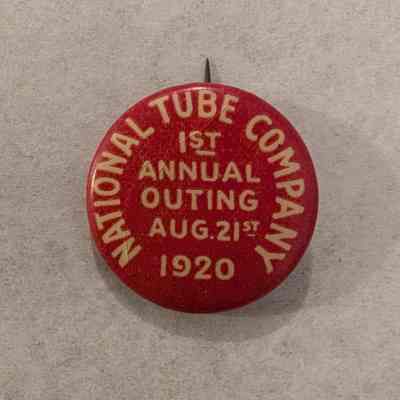 NATIONAL TUBE COMPANY
1ST
ANNUAL
OUTING
AUG. 21ST
1920